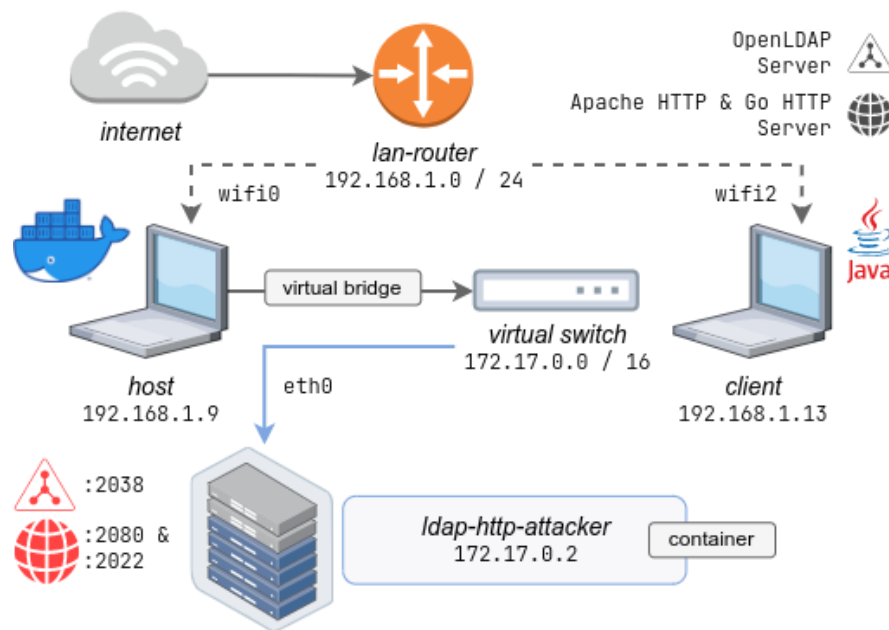 OpenLDAP
Server
Apache HTTP & Go HTTP
Server
internet
lan-router
192.168.1.0 / 24
wifi0
wifi2
Java
virtual bridge
virtual switch
172.17.0.0 / 16
host
192.168.1.9
eth0
client
192.168.1.13
:2038
:2080 &
:2022
ldap-http-attacker
172.17.0.2
container